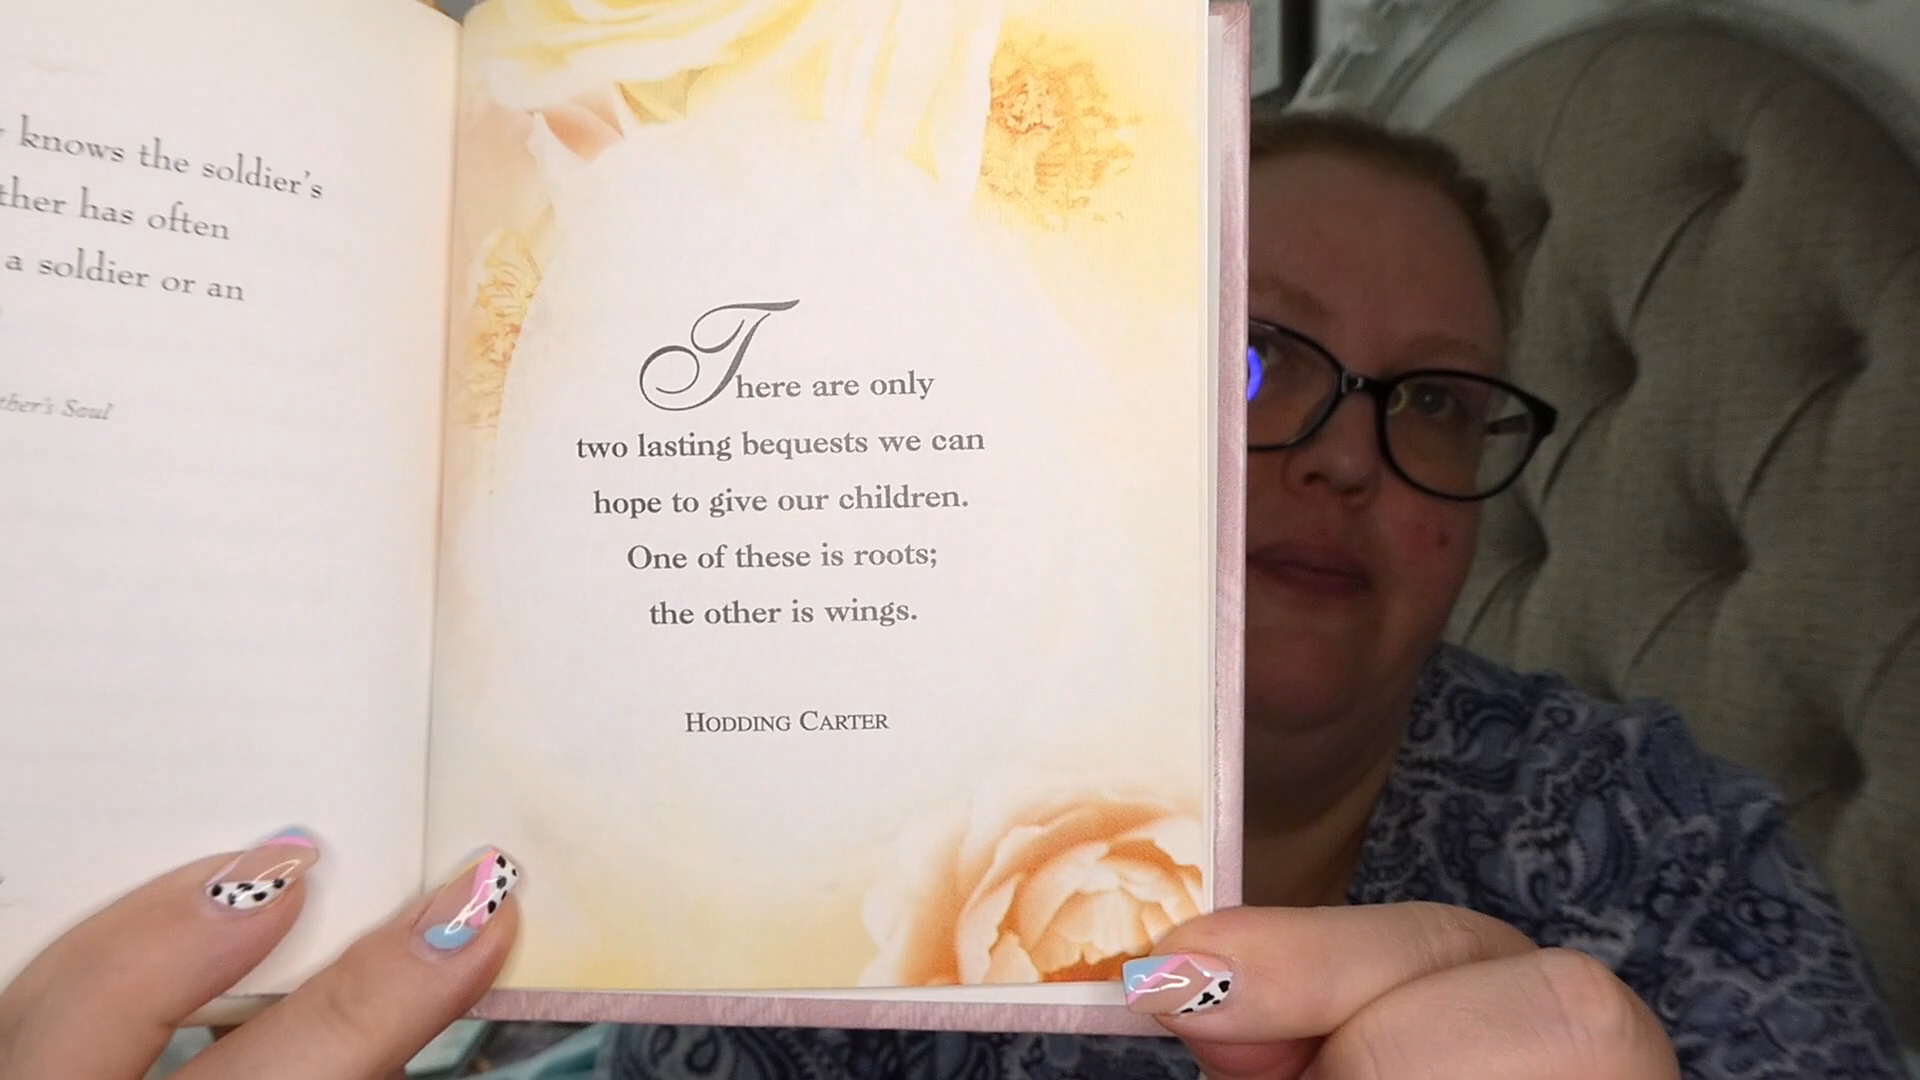 knows the soldier's
has often
a soldier or an
Soul
There are only
two lasting bequests we can
hope to give our children.
One of these is roots;
the other is wings.
HODDING CARTER